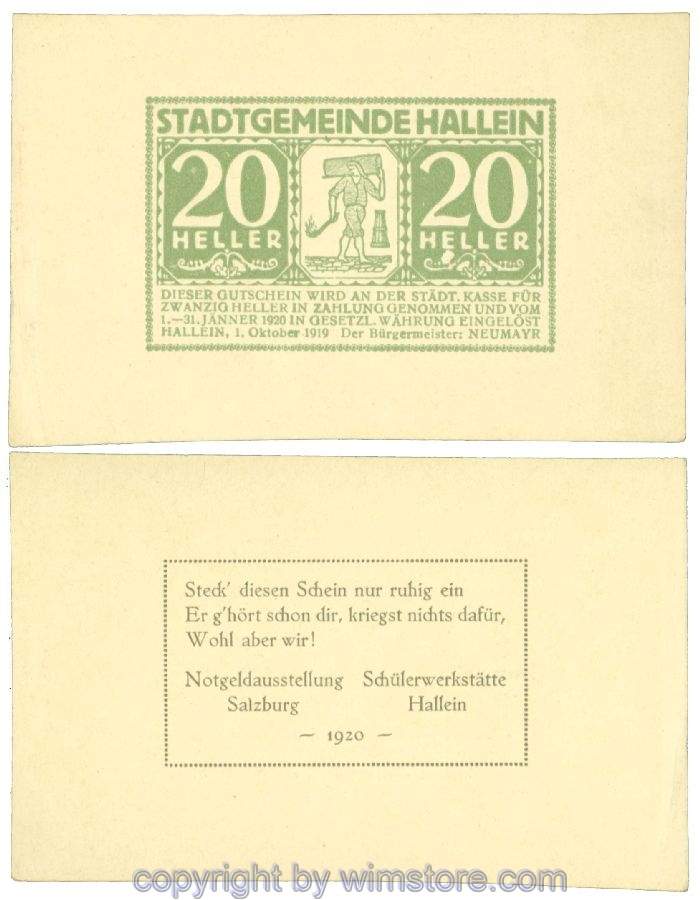 STADTGEMEINDE HALLEIN
20 20
HELLER HELLER
DIESER GUTSCHEIN WIRD AN DER STÄDT. KASSE FÜR
ZWANZIG HELLER IN ZAHLUNG GENOMMEN UND VOM
1.—31. JÄNNER 1920 IN GESETZL. WÄHRUNG EINGELÖST
HALLEIN, 1. Oktober 1919 Der Bürgermeister: NEUMAYR
Steck' diesen Schein nur ruhig ein
Er g'hört schon dir, kriegst nichts dafür,
Wohl aber wir!
Notgeldausstellung Schülerwerkstätte
Salzburg Hallein
— 1920 —
copyright by wimstore.com